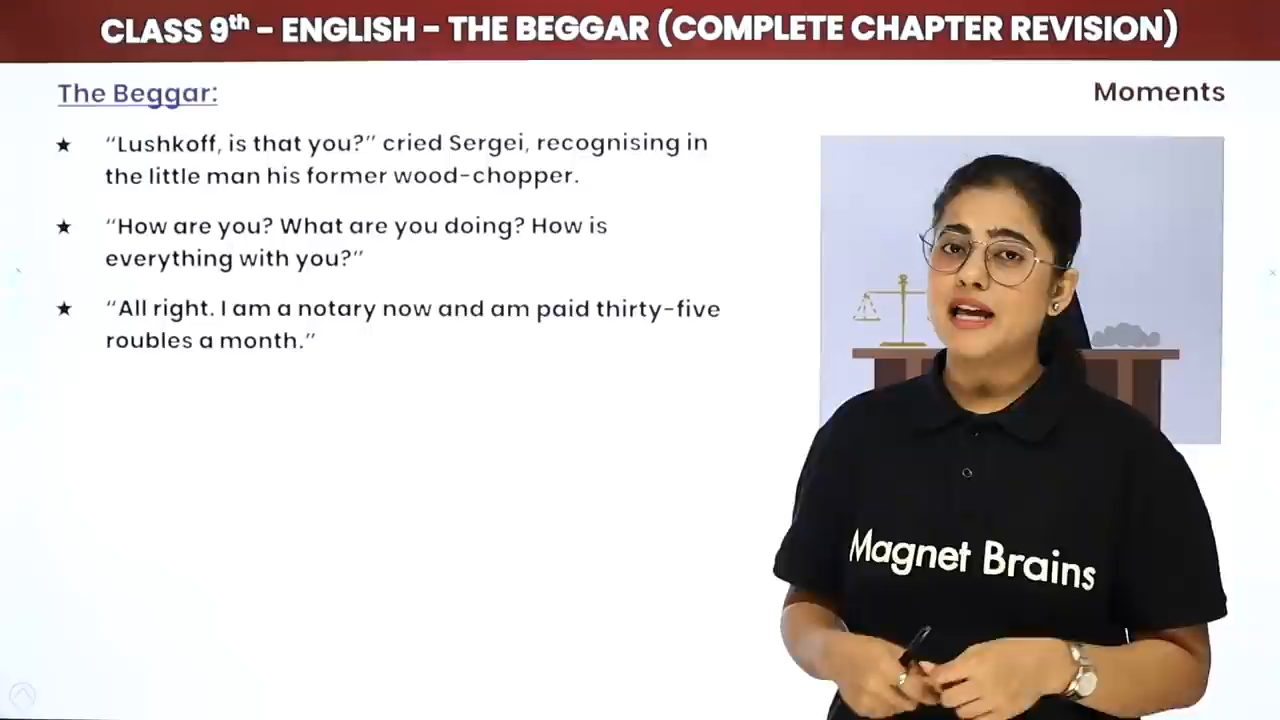 CLASS 9th - ENGLISH - THE BEGGAR (COMPLETE CHAPTER REVISION)
The Beggar:
Moments
★ “Lushkoff, is that you?” cried Sergei, recognising in
the little man his former wood-chopper.
★ “How are you? What are you doing? How is
everything with you?”
★ “All right. I am a notary now and am paid thirty-five
roubles a month.”
Magnet Brains